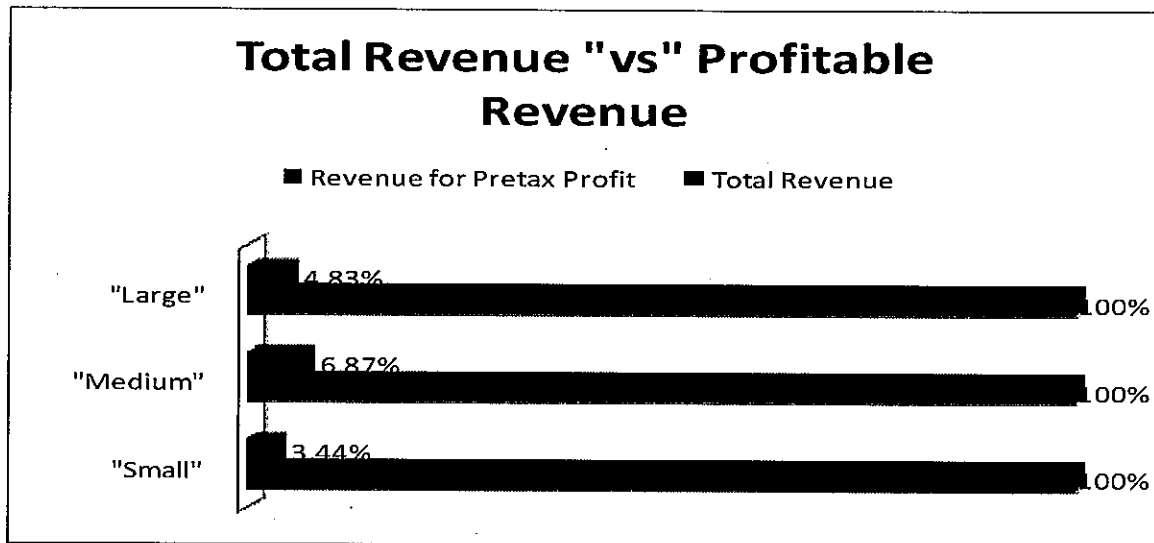 Total Revenue "vs" Profitable
Revenue
Revenue for Pretax Profit Total Revenue
"Large" 4.83% 100%
"Medium" 6.87% 100%
"Small" 3.44% 100%